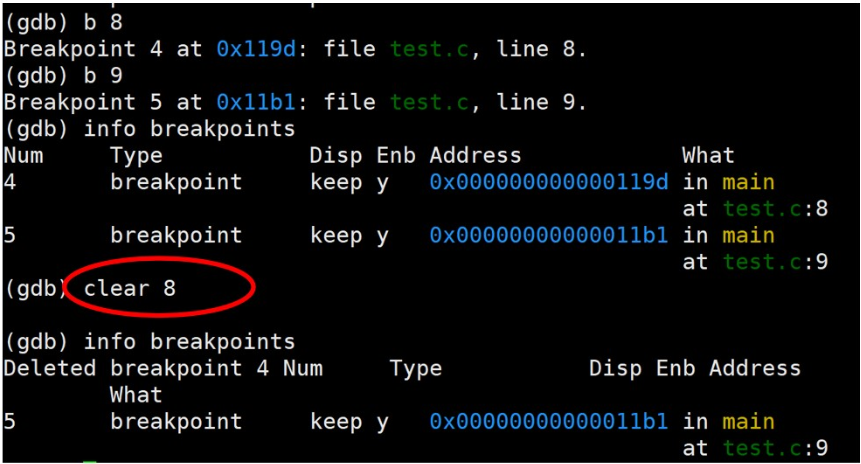 (gdb) b 8
Breakpoint 4 at 0x119d: file test.c, line 8.
(gdb) b 9
Breakpoint 5 at 0x11b1: file test.c, line 9.
(gdb) info breakpoints
Num     Type           Disp Enb Address            What
4       breakpoint     keep y   0x000000000000119d in main
                                                   at test.c:8
5       breakpoint     keep y   0x00000000000011b1 in main
                                                   at test.c:9
(gdb) clear 8
(gdb) info breakpoints
Deleted breakpoint 4 Num     Type           Disp Enb Address
        What
5       breakpoint     keep y   0x00000000000011b1 in main
                                                   at test.c:9